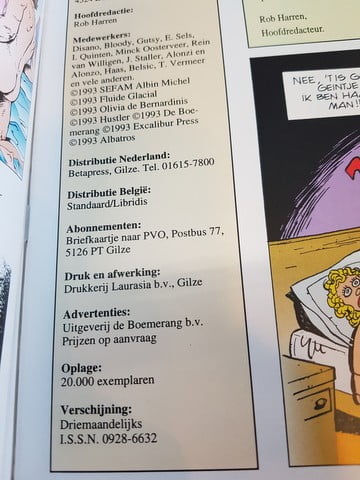 Hoofdredactie:
Rob Harren
Medewerkers:
Disano, Bloody, Gutsy, E. Sels,
I. Quinten, Minck Oosterveer, Rein
van Willigen, J. Staller, Alonzi en
Alonzo, Haas, Belsic, T. Vermeer
en vele anderen.
©1993 SEFAM Albin Michel
©1993 Fluide Glacial
©1993 Olivia de Bernardinis
©1993 Hustler ©1993 De Boe-
merang ©1993 Excalibur Press
©1993 Albatros
Distributie Nederland:
Betapress, Gilze. Tel. 01615-7800
Distributie België:
Standaard/Libridis
Abonnementen:
Briefkaartje naar PVO, Postbus 77,
5126 PT Gilze
Druk en afwerking:
Drukkerij Laurasia b.v., Gilze
Advertenties:
Uitgeverij de Boemerang b.v.
Prijzen op aanvraag
Oplage:
20.000 exemplaren
Verschijning:
Driemaandelijks
I.S.S.N. 0928-6632
Rob Harren,
Hoofdredacteur.
NEE, 'TIS G
GEINTJE
IK BEN HAA
MAN!!